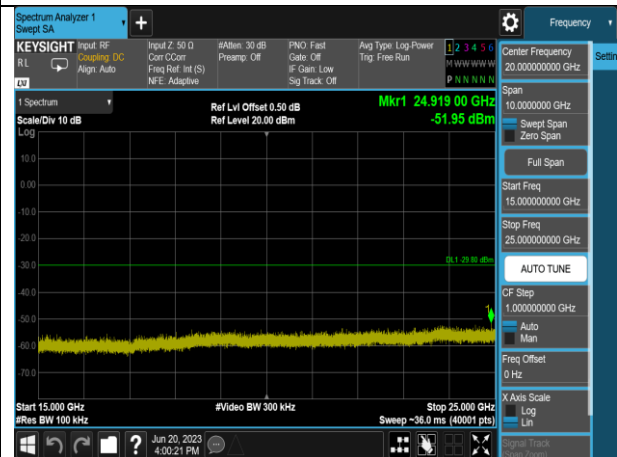 Spectrum Analyzer 1
Swept SA
Frequency
KEYSIGHT
RL
LXI
Input: RF
Coupling: DC
Align: Auto
Input Z: 50 Ω
Corr CCorr
Freq Ref: Int (S)
NFE: Adaptive
#Atten: 30 dB
Preamp: Off
PNO: Fast
Gate: Off
IF Gain: Low
Sig Track: Off
Avg Type: Log-Power
Trig: Free Run
1 2 3 4 5 6
M W W W W W
P N N N N N
1 Spectrum
Scale/Div 10 dB
Log
Ref Lvl Offset 0.50 dB
Ref Level 20.00 dBm
Mkr1 24.919 00 GHz
-51.95 dBm
10.0
0.00
-10.0
-20.0
-30.0
-40.0
-50.0
-60.0
-70.0
DL1 -29.80 dBm
1
Start 15.000 GHz
#Res BW 100 kHz
#Video BW 300 kHz
Stop 25.000 GHz
Sweep ~36.0 ms (40001 pts)
Jun 20, 2023
4:00:21 PM
Center Frequency
20.000000000 GHz
Settin
Span
10.0000000 GHz
Swept Span
Zero Span
Full Span
Start Freq
15.000000000 GHz
Stop Freq
25.000000000 GHz
AUTO TUNE
CF Step
1.000000000 GHz
Auto
Man
Freq Offset
0 Hz
X Axis Scale
Log
Lin
Signal Track
(Span Zoom)